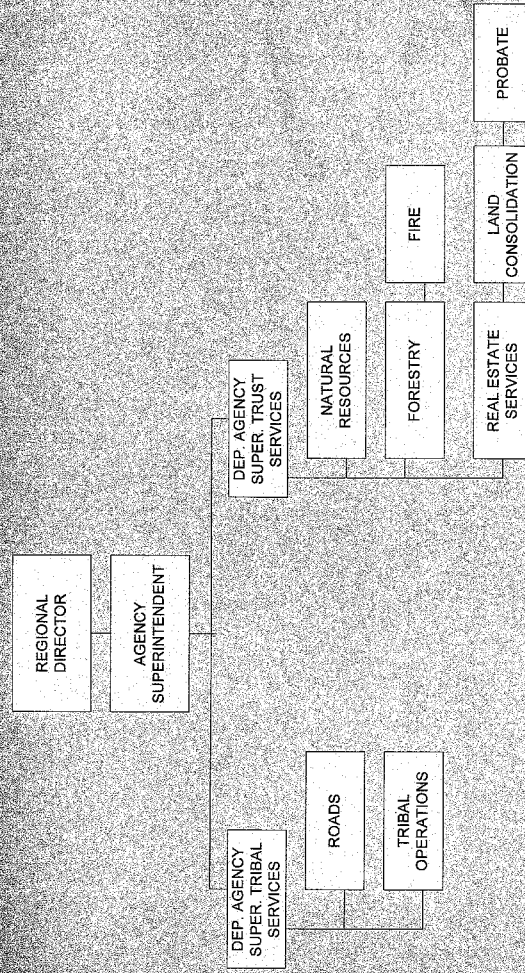 REGIONAL
DIRECTOR
AGENCY
SUPERINTENDENT
DEP. AGENCY
SUPER. TRIBAL
SERVICES
ROADS
TRIBAL
OPERATIONS
DEP. AGENCY
SUPER. TRUST
SERVICES
NATURAL
RESOURCES
FORESTRY
FIRE
REAL ESTATE
SERVICES
LAND
CONSOLIDATION
PROBATE